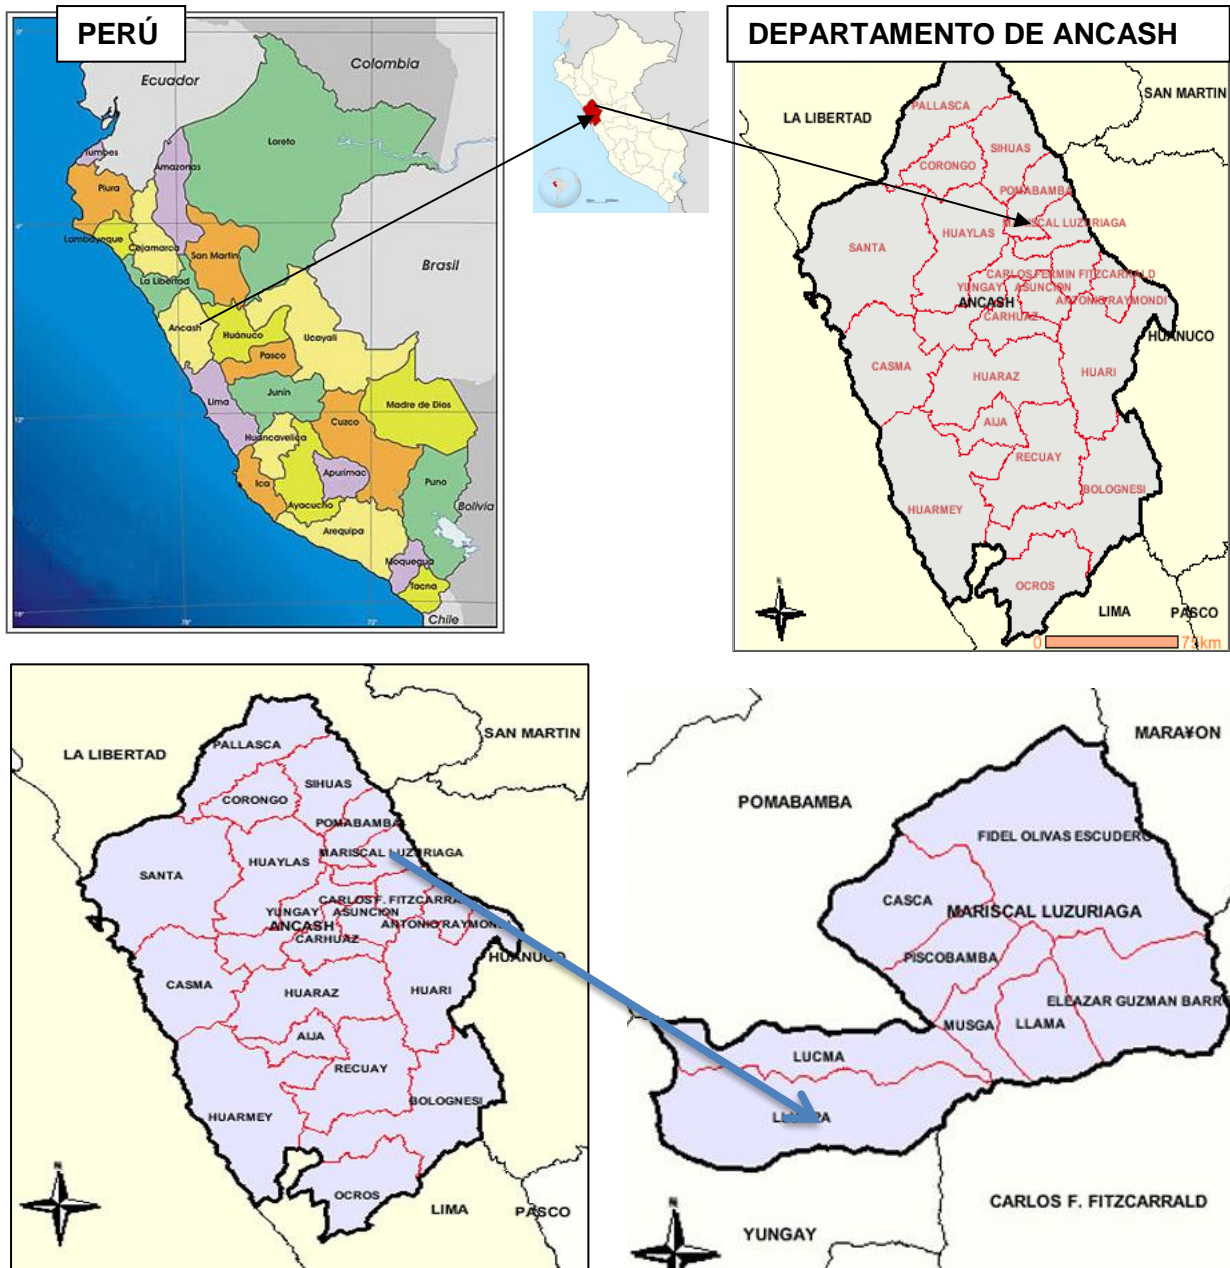 PERÚ
Ecuador
Colombia
Tumbes
Amazonas
Loreto
Piura
Lambayeque
Cajamarca
San Martin
La Libertad
Brasil
Ancash
Huánuco
Ucayali
Pasco
Lima
Junin
Madre de Dios
Cuzco
Huancavelica
Apurimac
Ica
Ayacucho
Puno
Bolivia
Arequipa
Moquegua
Tacna
Chile
DEPARTAMENTO DE ANCASH
SAN MARTIN
LA LIBERTAD
PALLASCA
SIHUAS
CORONGO
POMABAMBA
MARISCAL LUZURIAGA
HUAYLAS
SANTA
CARLOS FERMIN FITZCARRALD
YUNGAY ASUNCION
ANCASH
ANTONIO RAYMONDI
CARHUAZ
HUANUCO
CASMA
HUARAZ
HUARI
AIJA
RECUAY
BOLOGNESI
HUARMEY
OCROS
LIMA
PASCO
0 75km
SAN MARTIN
LA LIBERTAD
PALLASCA
SIHUAS
CORONGO
POMABAMBA
MARISCAL LUZURIAGA
HUAYLAS
SANTA
CARLOS F. FITZCARRA
YUNGAY ASUNCION
ANCASH
ANTONIO RAYMOND
CARHUAZ
HUANUCO
CASMA
HUARAZ
HUARI
AIJA
RECUAY
BOLOGNESI
HUARMEY
OCROS
LIMA
PASCO
N
MARA¥ON
POMABAMBA
FIDEL OLIVAS ESCUDERO
CASCA
MARISCAL LUZURIAGA
PISCOBAMBA
ELEAZAR GUZMAN BARR
MUSGA
LLAMA
LUCMA
CARLOS F. FITZCARRALD
YUNGAY
N